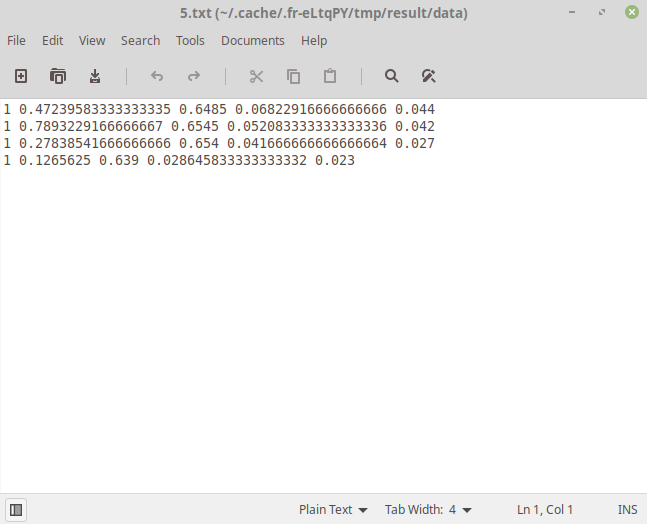 5.txt (~/.cache/.fr-eLtqPY/tmp/result/data)
File Edit View Search Tools Documents Help
1 0.47239583333333335 0.6485 0.06822916666666666 0.044
1 0.7893229166666667 0.6545 0.052083333333333336 0.042
1 0.27838541666666666 0.654 0.041666666666666664 0.027
1 0.1265625 0.639 0.028645833333333332 0.023
Plain Text Tab Width: 4 Ln 1, Col 1 INS